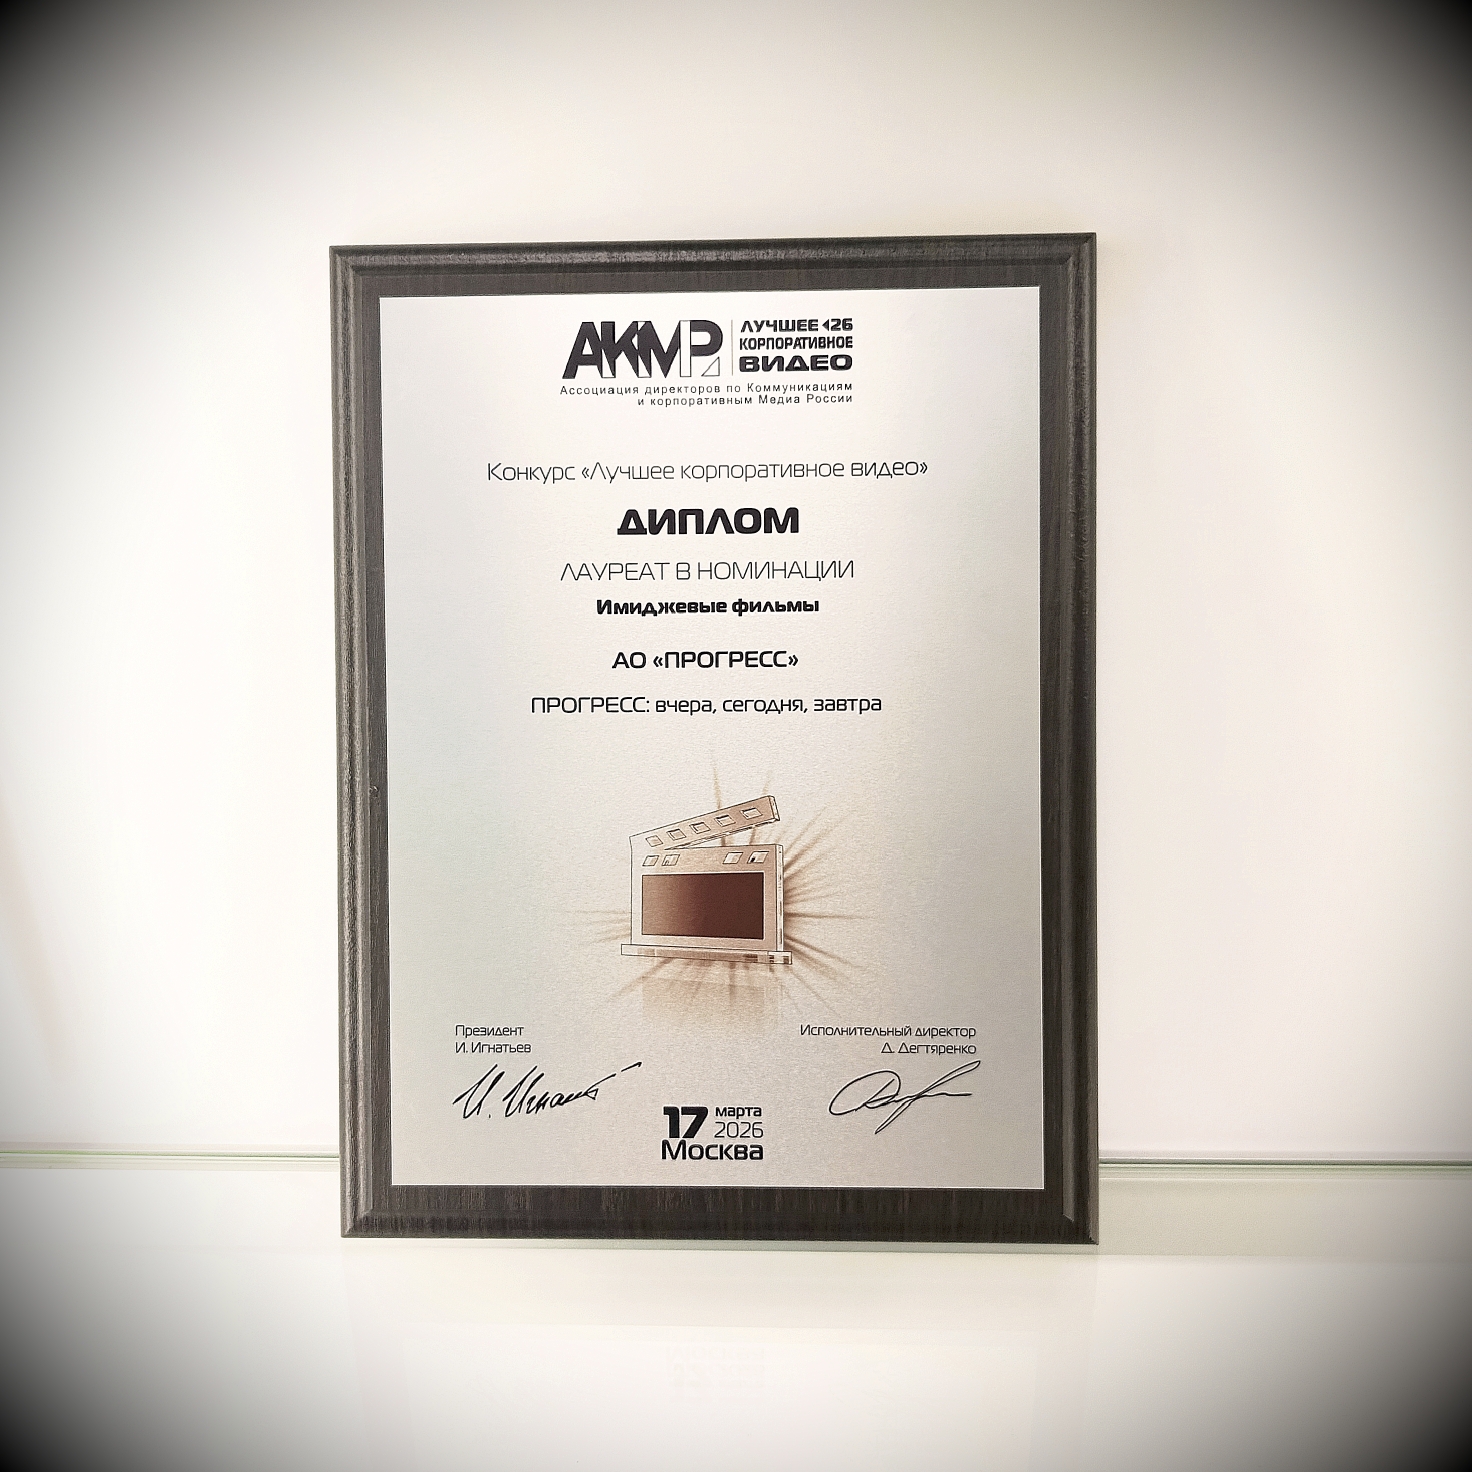 АКМР
ЛУЧШЕЕ 26
КОРПОРАТИВНОЕ
ВИДЕО
Ассоциация директоров по Коммуникациям
и корпоративным Медиа России
Конкурс «Лучшее корпоративное видео»
ДИПЛОМ
ЛАУРЕАТ В НОМИНАЦИИ
Имиджевые фильмы
АО «ПРОГРЕСС»
ПРОГРЕСС: вчера, сегодня, завтра
Президент
И. Игнатьев
Исполнительный директор
Д. Дегтяренко
17 марта
2026
Москва